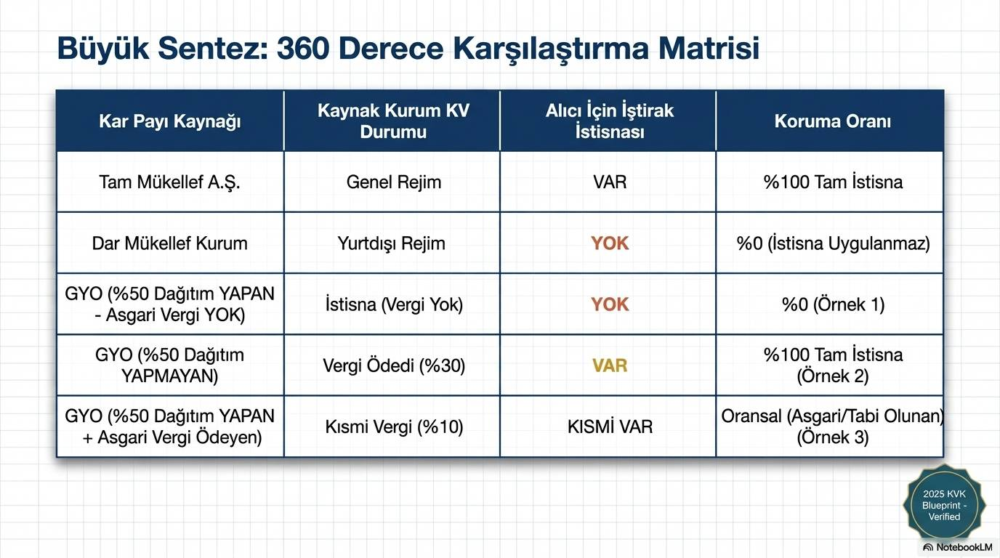 Büyük Sentez: 360 Derece Karşılaştırma Matrisi
Kar Payı Kaynağı
Kaynak Kurum KV
Durumu
Alıcı İçin İştirak
İstisnası
Koruma Oranı
Tam Mükellef A.Ş.
Genel Rejim
VAR
%100 Tam İstisna
Dar Mükellef Kurum
Yurtdışı Rejim
YOK
%0 (İstisna Uygulanmaz)
GYO (%50 Dağıtım YAPAN
- Asgari Vergi YOK)
İstisna (Vergi Yok)
YOK
%0 (Örnek 1)
GYO (%50 Dağıtım
YAPMAYAN)
Vergi Ödedi (%30)
VAR
%100 Tam İstisna
(Örnek 2)
GYO (%50 Dağıtım YAPAN
+ Asgari Vergi Ödeyen)
Kısmi Vergi (%10)
KISMİ VAR
Oransal (Asgari/Tabi Olunan)
(Örnek 3)
2025 KVK
Blueprint -
Verified
NotebookLM